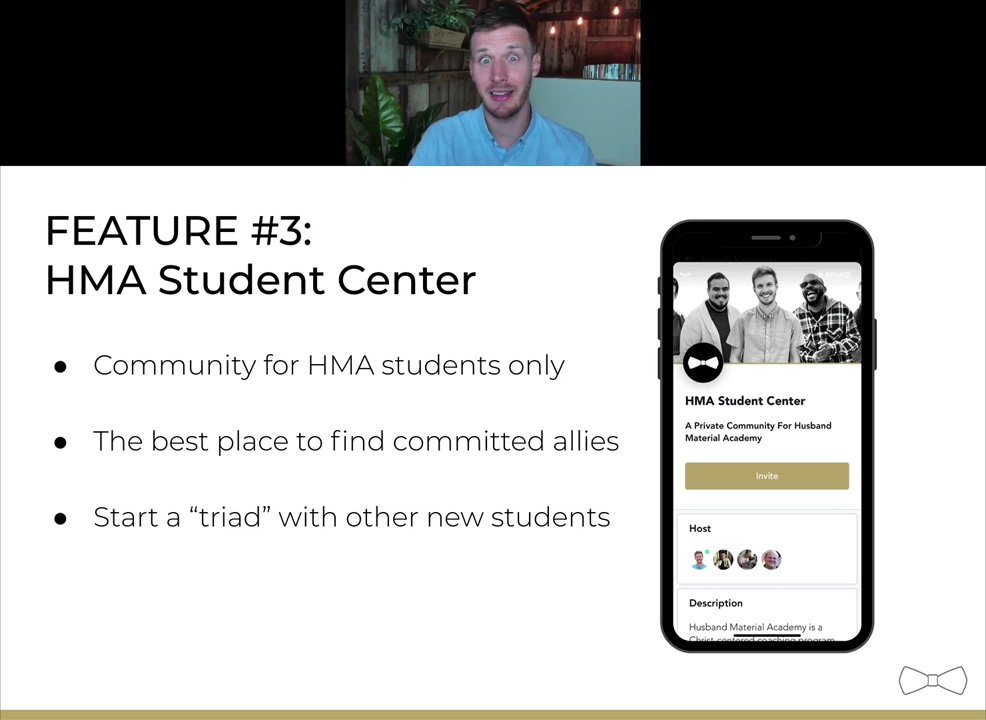 FEATURE #3:
HMA Student Center
● Community for HMA students only
● The best place to find committed allies
● Start a “triad” with other new students
PRIVATE
HMA Student Center
A Private Community For Husband
Material Academy
Invite
Host
Description
Husband Material Academy is a
Christ-centered coaching program